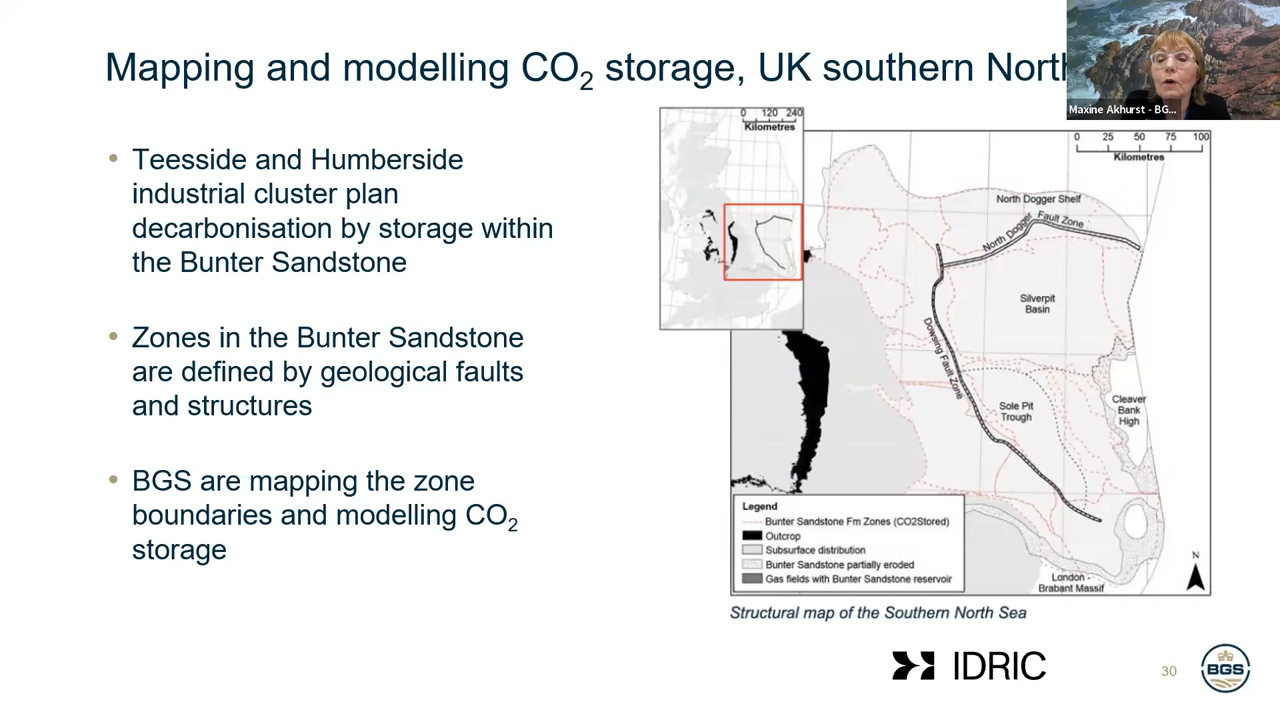 Mapping and modelling CO2 storage, UK southern North
Maxine Akhurst - BG...
• Teesside and Humberside
industrial cluster plan
decarbonisation by storage within
the Bunter Sandstone
• Zones in the Bunter Sandstone
are defined by geological faults
and structures
• BGS are mapping the zone
boundaries and modelling CO2
storage
0 120 240
Kilometres
0 25 50 75 100
Kilometres
North Dogger Shelf
North Dogger Fault Zone
Silverpit
Basin
Dowsing Fault Zone
Sole Pit
Trough
Cleaver
Bank
High
London -
Brabant Massif
N
Legend
Bunter Sandstone Fm Zones (CO2Stored)
Outcrop
Subsurface distribution
Bunter Sandstone partially eroded
Gas fields with Bunter Sandstone reservoir
Structural map of the Southern North Sea
IDRIC
30
BGS